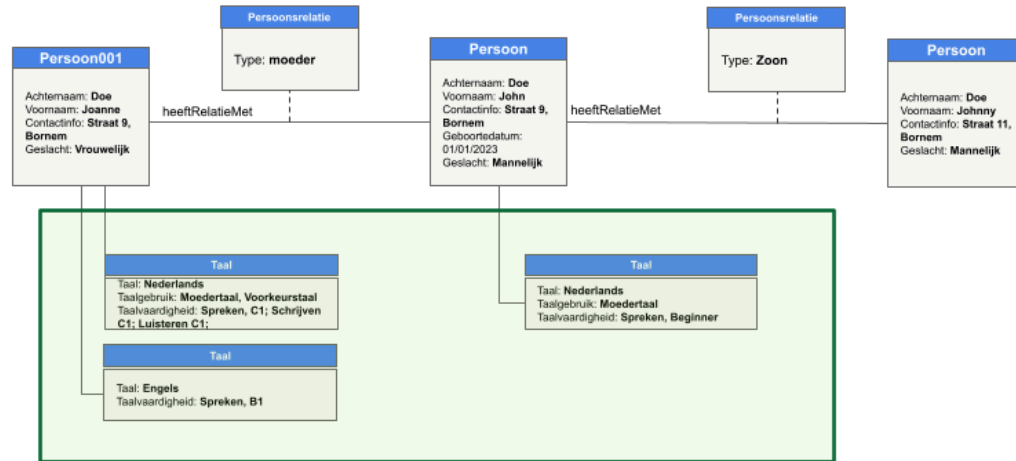 Persoonsrelatie
Type: moeder
Persoonsrelatie
Type: Zoon
Persoon001
Achternaam: Doe
Voornaam: Joanne
Contactinfo: Straat 9,
Bornem
Geslacht: Vrouwelijk
heeftRelatieMet
Persoon
Achternaam: Doe
Voornaam: John
Contactinfo: Straat 9,
Bornem
Geboortedatum:
01/01/2023
Geslacht: Mannelijk
heeftRelatieMet
Persoon
Achternaam: Doe
Voornaam: Johnny
Contactinfo: Straat 11,
Bornem
Geslacht: Mannelijk
Taal
Taal: Nederlands
Taalgebruik: Moedertaal, Voorkeurstaal
Taalvaardigheid: Spreken, C1; Schrijven
C1; Luisteren C1;
Taal
Taal: Nederlands
Taalgebruik: Moedertaal
Taalvaardigheid: Spreken, Beginner
Taal
Taal: Engels
Taalvaardigheid: Spreken, B1